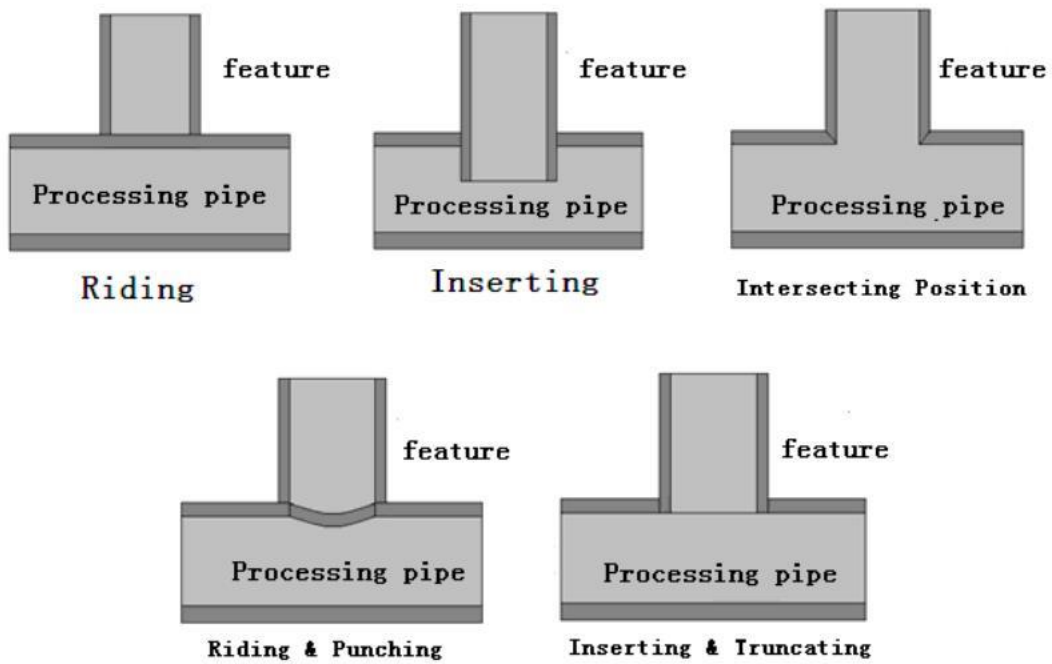 feature
feature
feature
Processing pipe
Processing pipe
Processing pipe
Riding
Inserting
Intersecting Position
feature
feature
Processing pipe
Processing pipe
Riding & Punching
Inserting & Truncating